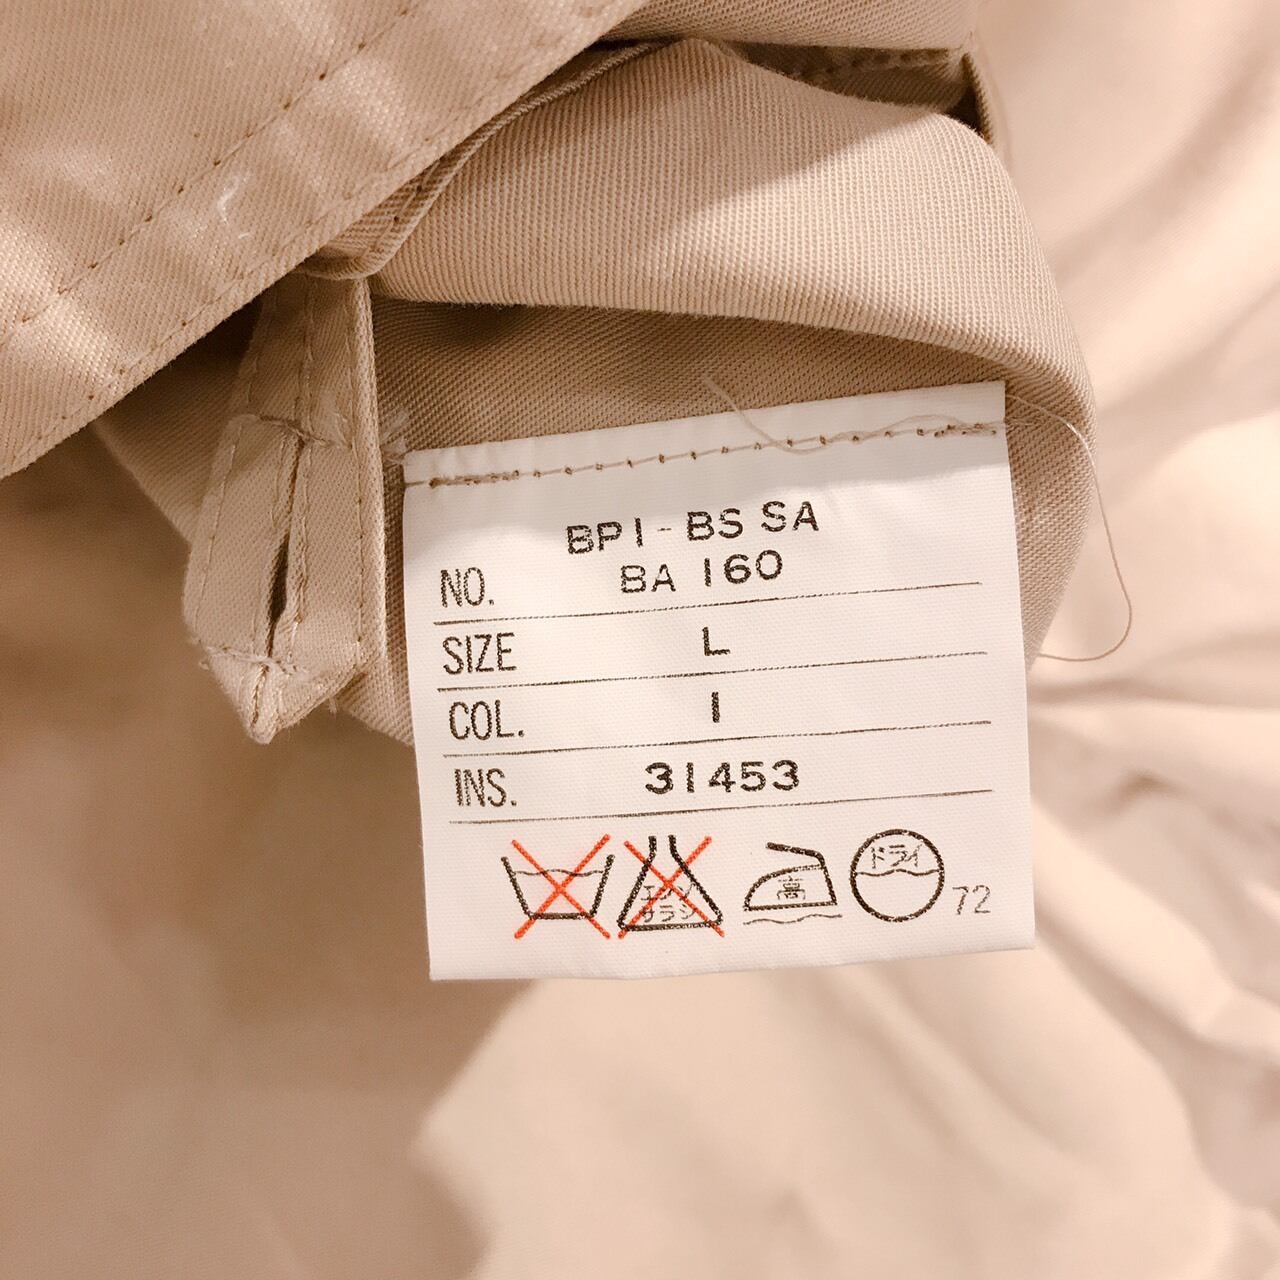 BP1-BS SA
NO. BA 160
SIZE L
COL. 1
INS. 31453
エンソ
サラシ
高
ドライ
72